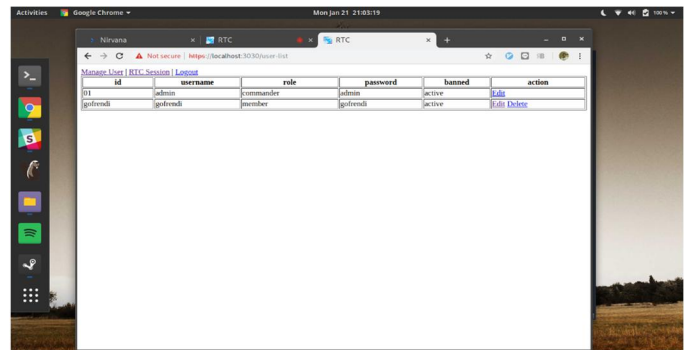 Activities Google Chrome Mon Jan 21 21:03:19 100 %
Nirvana RTC RTC
Not secure https://localhost:3030/user-list
Manage User | RTC Session | Logout
id username role password banned action
01 admin commander admin active Edit
gofrendi gofrendi member gofrendi active Edit Delete